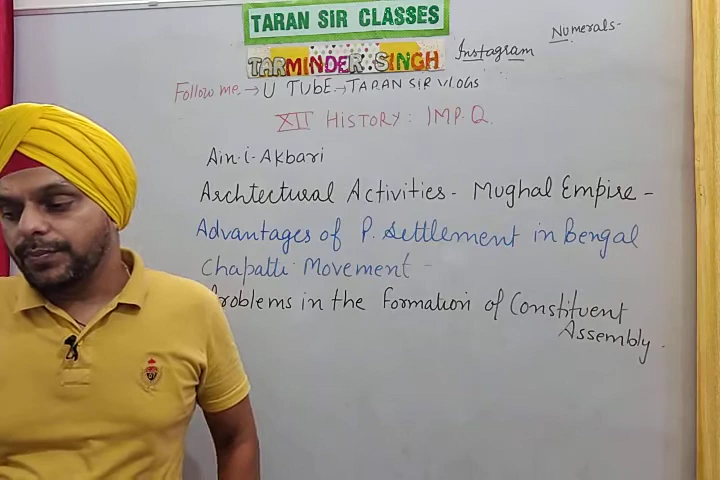 TARAN SIR CLASSES
TARMINDER SINGH
Instagram
Numerals-
Follow me. → U TUBE → TARAN SIR VLOGS
XII HISTORY: IMP. Q.
Ain-i-Akbari
Archtectural Activities - Mughal Empire -
Advantages of P. Settlement in Bengal
Chapatti Movement -
Problems in the formation of Constituent
Assembly.